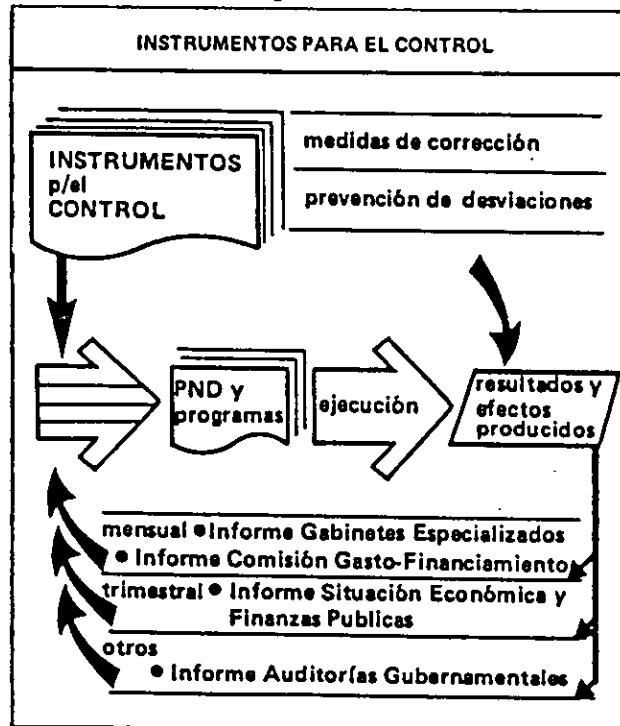 INSTRUMENTOS PARA EL CONTROL
INSTRUMENTOS
p/el
CONTROL
medidas de corrección
prevención de desviaciones
PND y
programas
ejecución
resultados y
efectos
producidos
mensual • Informe Gabinetes Especializados
• Informe Comisión Gasto-Financiamiento
trimestral • Informe Situación Económica y
Finanzas Publicas
otros
• Informe Auditorías Gubernamentales